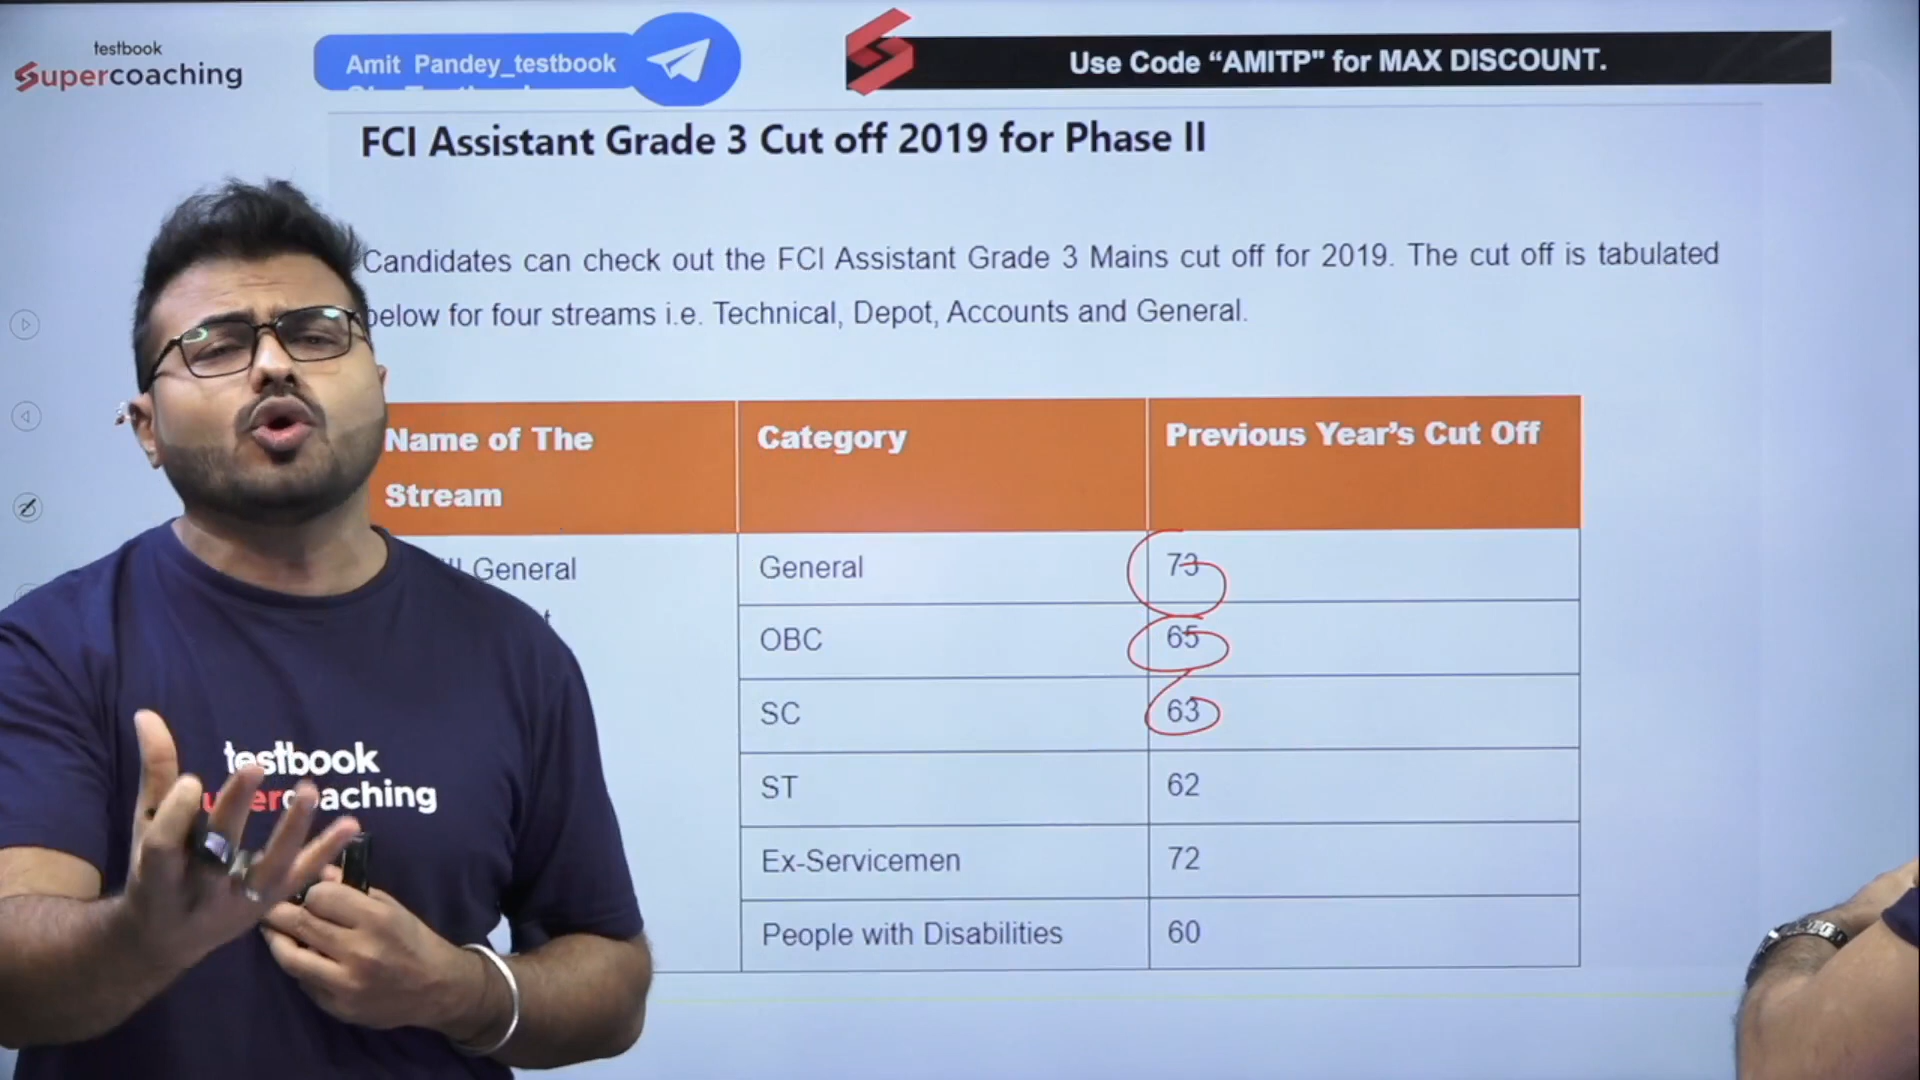 testbook
Supercoaching
Amit Pandey_testbook
Use Code “AMITP" for MAX DISCOUNT.
FCI Assistant Grade 3 Cut off 2019 for Phase II
Candidates can check out the FCI Assistant Grade 3 Mains cut off for 2019. The cut off is tabulated
below for four streams i.e. Technical, Depot, Accounts and General.
Name of The
Stream
Category
Previous Year’s Cut Off
General
General
73
OBC
65
SC
63
ST
62
Ex-Servicemen
72
People with Disabilities
60
testbook
supercoaching